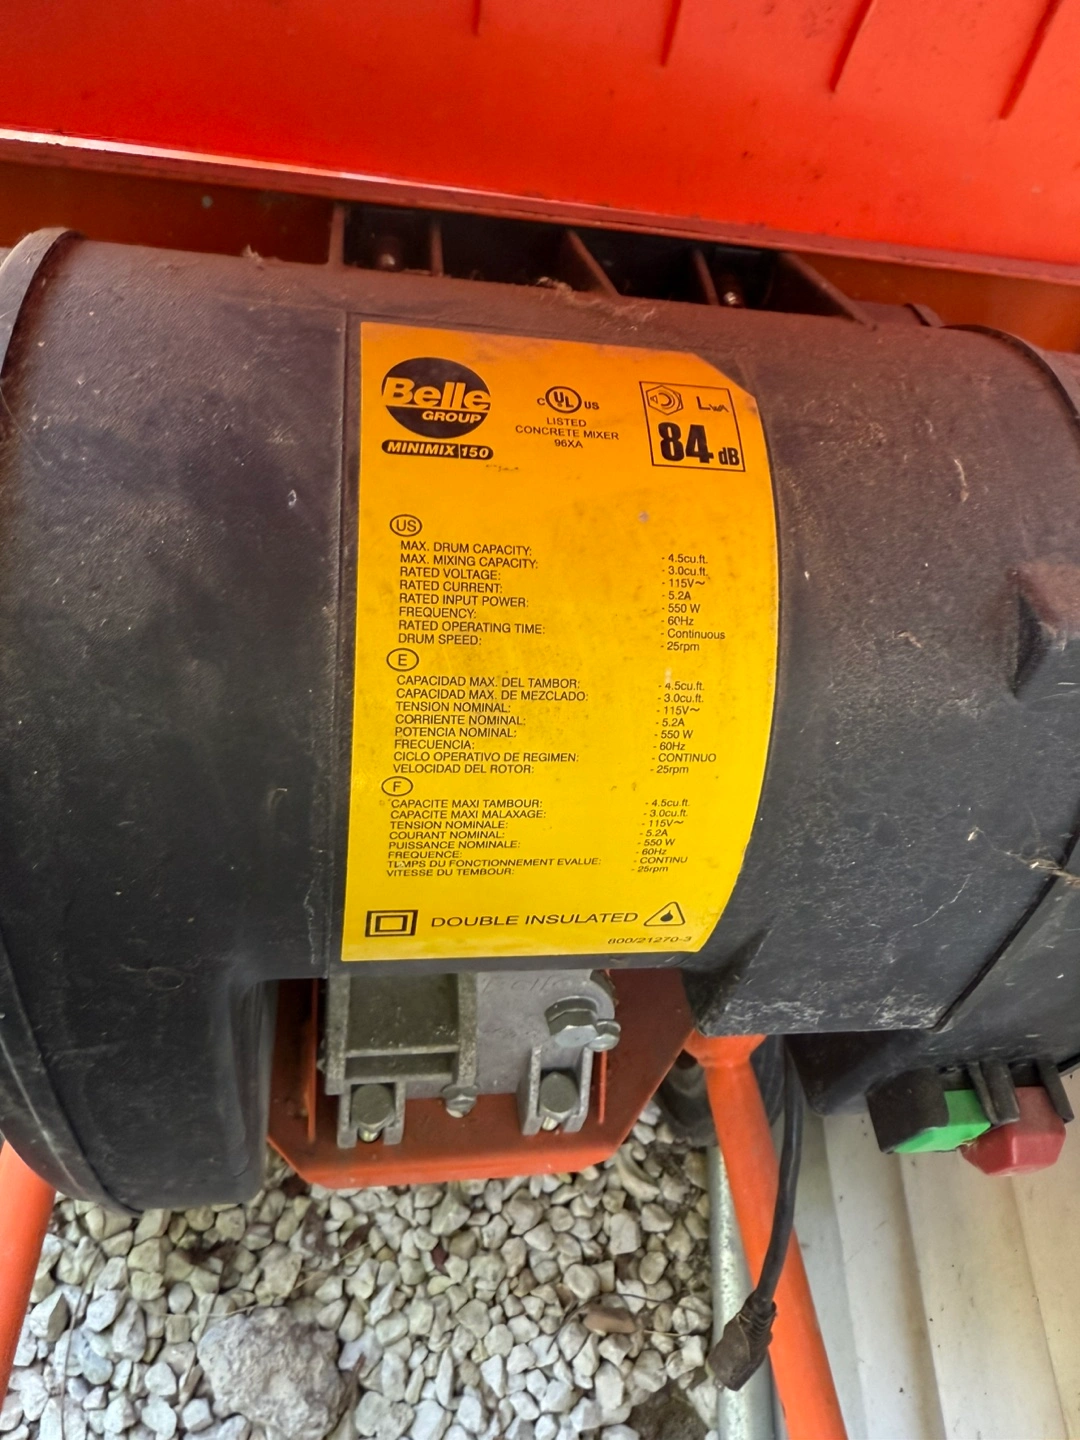 Belle
GROUP
MINIMIX 150
C UL US
LISTED
CONCRETE MIXER
96XA
LWA
84 dB
US
MAX. DRUM CAPACITY: - 4.5cu.ft.
MAX. MIXING CAPACITY: - 3.0cu.ft.
RATED VOLTAGE: - 115V~
RATED CURRENT: - 5.2A
RATED INPUT POWER: - 550 W
FREQUENCY: - 60Hz
RATED OPERATING TIME: - Continuous
DRUM SPEED: - 25rpm
E
CAPACIDAD MAX. DEL TAMBOR: - 4.5cu.ft.
CAPACIDAD MAX. DE MEZCLADO: - 3.0cu.ft.
TENSION NOMINAL: - 115V~
CORRIENTE NOMINAL: - 5.2A
POTENCIA NOMINAL: - 550 W
FRECUENCIA: - 60Hz
CICLO OPERATIVO DE REGIMEN: - CONTINUO
VELOCIDAD DEL ROTOR: - 25rpm
F
CAPACITE MAXI TAMBOUR: - 4.5cu.ft.
CAPACITE MAXI MALAXAGE: - 3.0cu.ft.
TENSION NOMINALE: - 115V~
COURANT NOMINAL: - 5.2A
PUISSANCE NOMINALE: - 550 W
FREQUENCE: - 60Hz
TEMPS DU FONCTIONNEMENT EVALUE: - CONTINU
VITESSE DU TEMBOUR: - 25rpm
DOUBLE INSULATED
800/21270-3